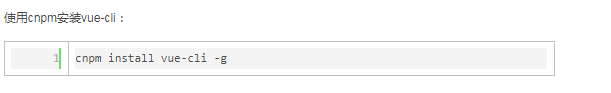 使用cnpm安装vue-cli：
1 cnpm install vue-cli -g